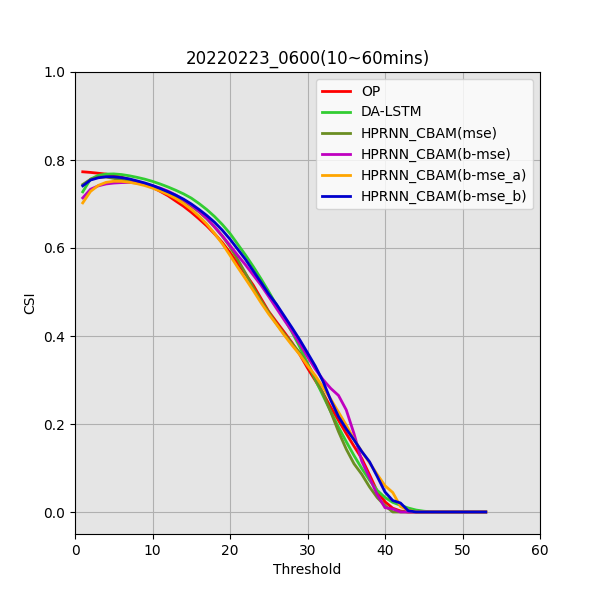 20220223_0600(10~60mins)
OP
DA-LSTM
HPRNN_CBAM(mse)
HPRNN_CBAM(b-mse)
HPRNN_CBAM(b-mse_a)
HPRNN_CBAM(b-mse_b)
1.0
0.8
0.6
0.4
0.2
0.0
CSI
0 10 20 30 40 50 60
Threshold